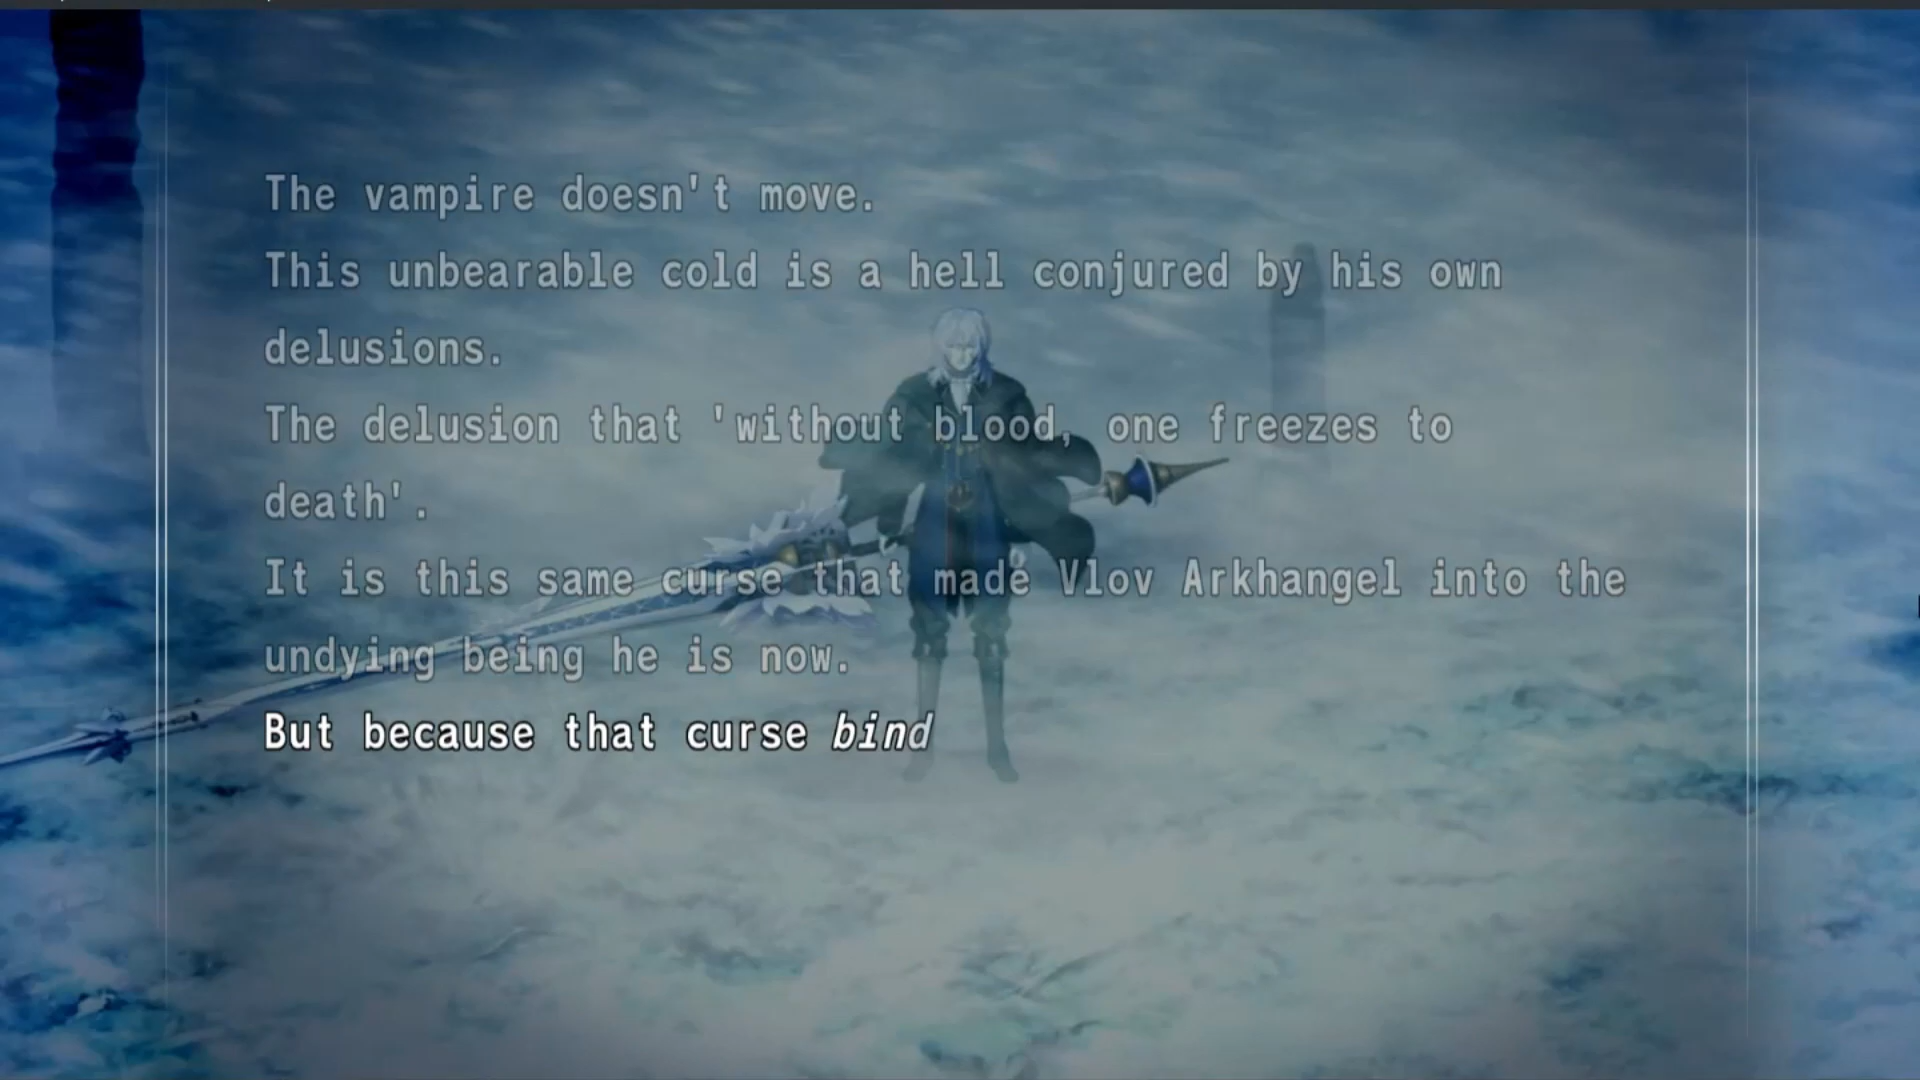 The vampire doesn't move.
This unbearable cold is a hell conjured by his own
delusions.
The delusion that 'without blood, one freezes to
death'.
It is this same curse that made Vlov Arkhangel into the
undying being he is now.
But because that curse bind